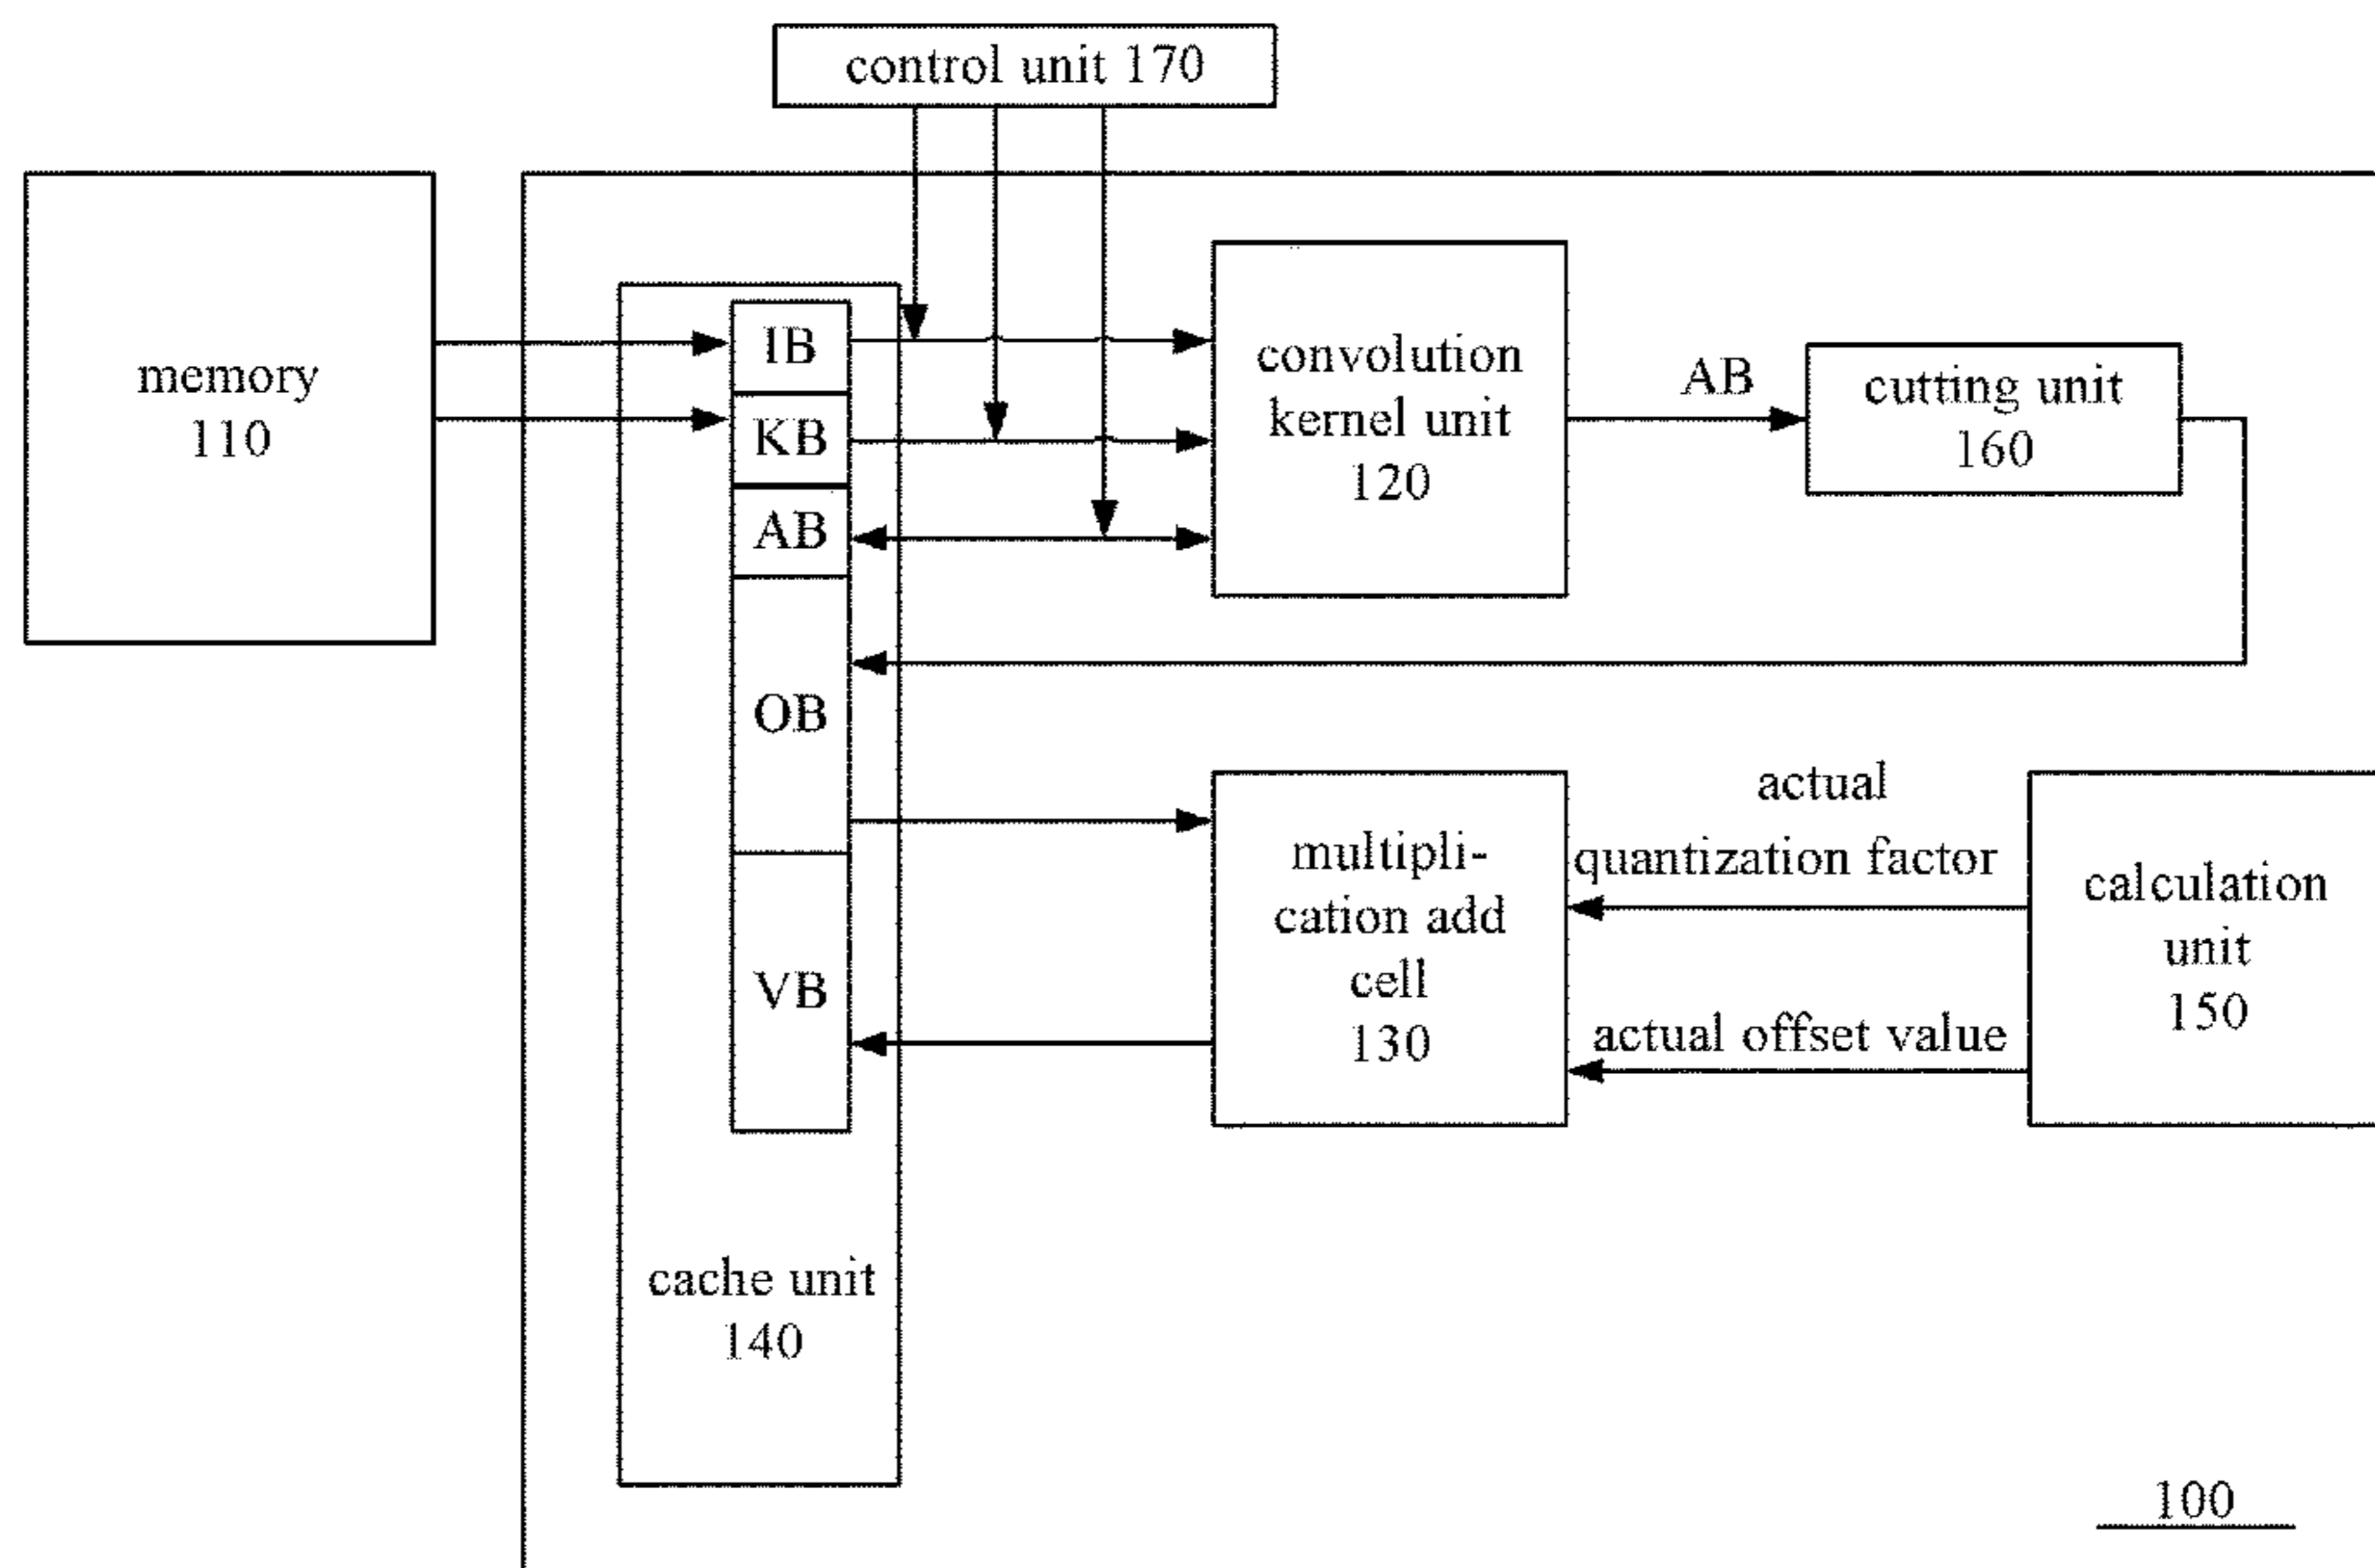 control unit 170
memory
110
IB
KB
AB
OB
VB
cache unit
140
convolution
kernel unit
120
AB
cutting unit
160
multipli-
cation add
cell
130
actual
quantization factor
actual offset value
calculation
unit
150
100